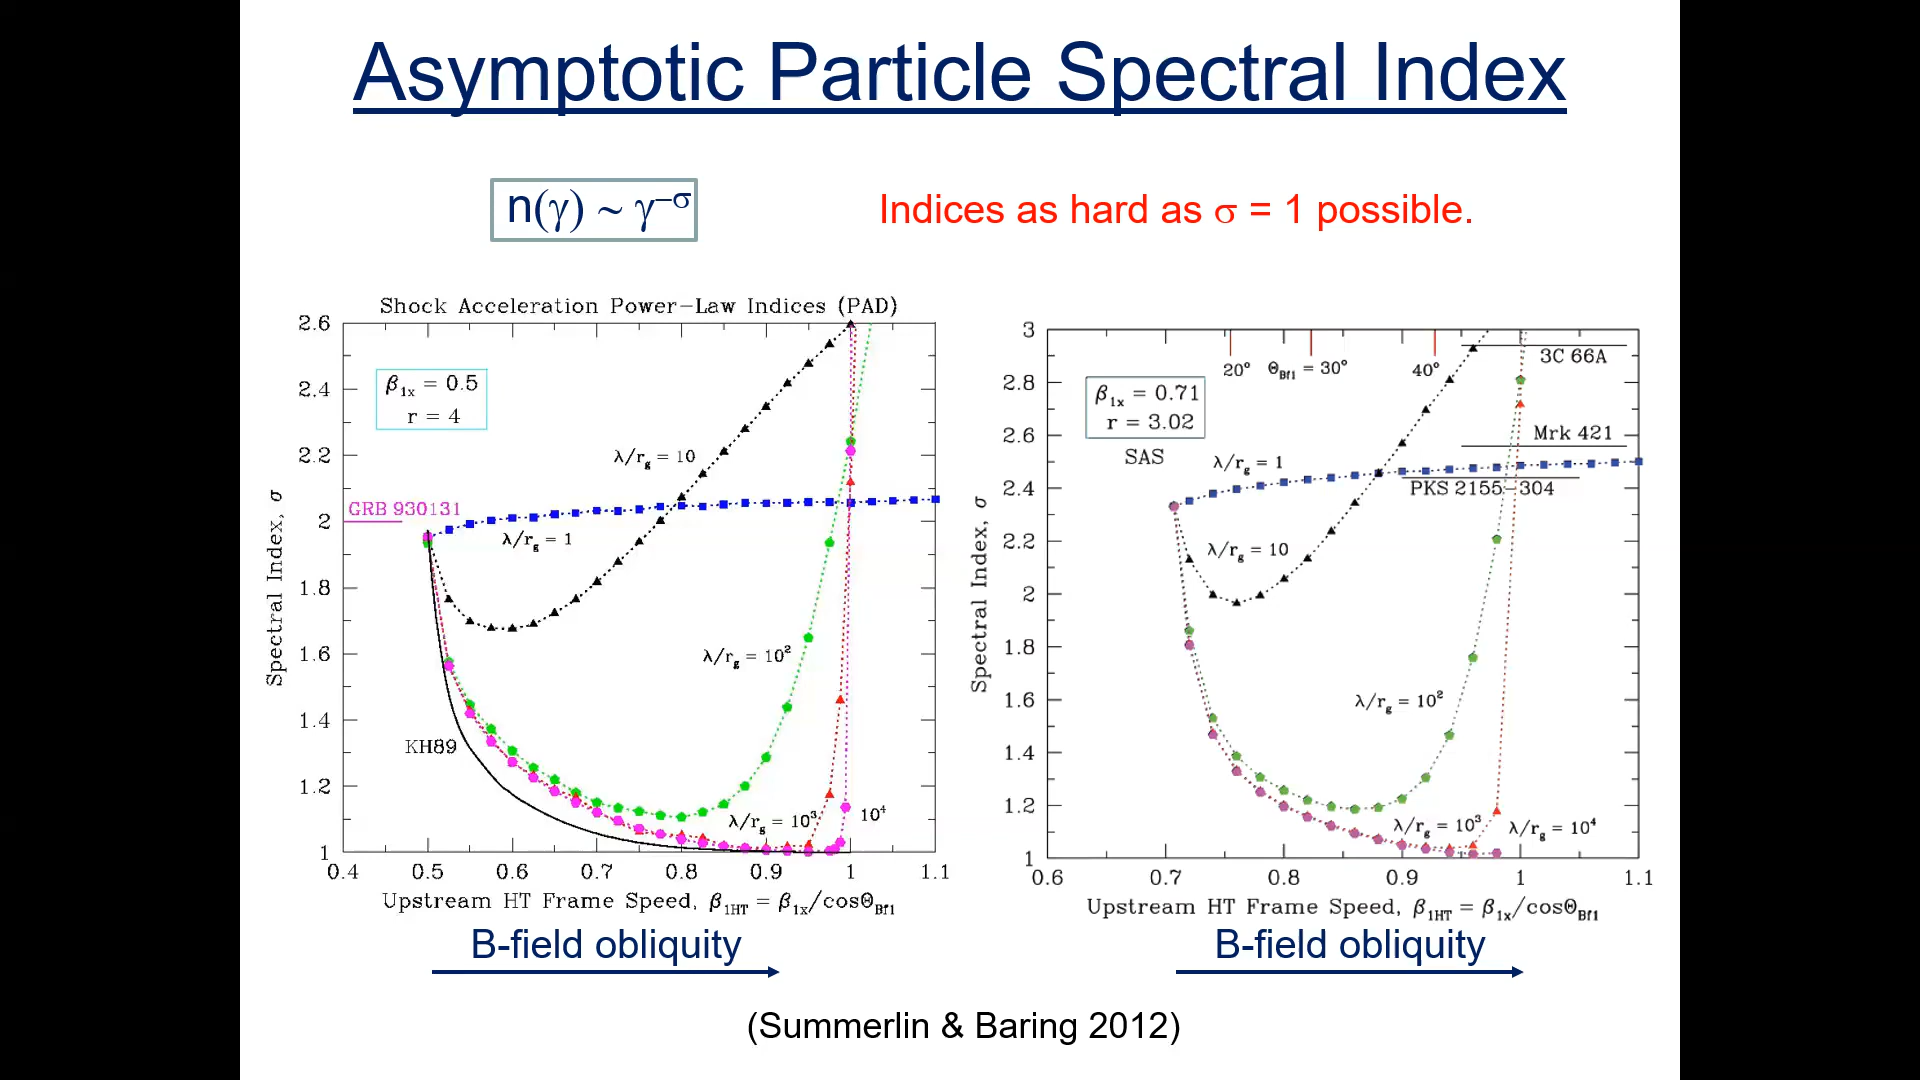 Asymptotic Particle Spectral Index
n(γ) ~ γ^–σ
Indices as hard as σ = 1 possible.
Shock Acceleration Power-Law Indices (PAD)
2.6
2.4
2.2
2
1.8
1.6
1.4
1.2
1
Spectral Index, σ
β1x = 0.5
r = 4
λ/rg = 10
GRB 930131
λ/rg = 1
λ/rg = 10²
KH89
λ/rg = 10³
10⁴
0.4 0.5 0.6 0.7 0.8 0.9 1 1.1
Upstream HT Frame Speed, β1HT = β1x/cosΘBf1
B-field obliquity
3
2.8
2.6
2.4
2.2
2
1.8
1.6
1.4
1.2
1
Spectral Index, σ
20° ΘBf1 = 30° 40°
3C 66A
β1x = 0.71
r = 3.02
SAS
Mrk 421
λ/rg = 1
PKS 2155-304
λ/rg = 10
λ/rg = 10²
λ/rg = 10³
λ/rg = 10⁴
0.6 0.7 0.8 0.9 1 1.1
Upstream HT Frame Speed, β1HT = β1x/cosΘBf1
B-field obliquity
(Summerlin & Baring 2012)